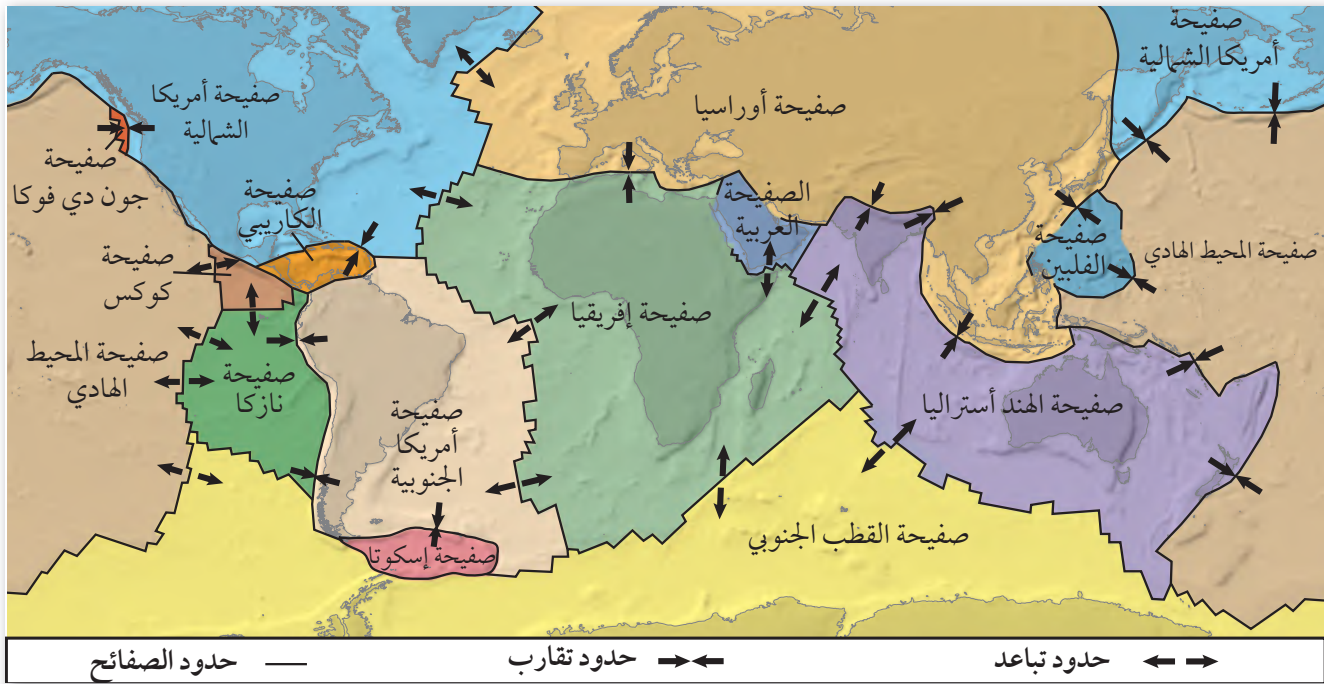 صفيحة
أمريكا الشمالية
صفيحة أوراسيا
صفيحة أمريكا
الشمالية
صفيحة
جون دي فوكا
صفيحة
الكاريبي
الصفيحة
العربية
صفيحة
الفلبين
صفيحة المحيط الهادي
صفيحة
كوكس
صفيحة إفريقيا
صفيحة المحيط
الهادي
صفيحة
نازكا
صفيحة
أمريكا
الجنوبية
صفيحة الهند أستراليا
صفيحة القطب الجنوبي
صفيحة إسكوتا
حدود تباعد
حدود تقارب
حدود الصفائح